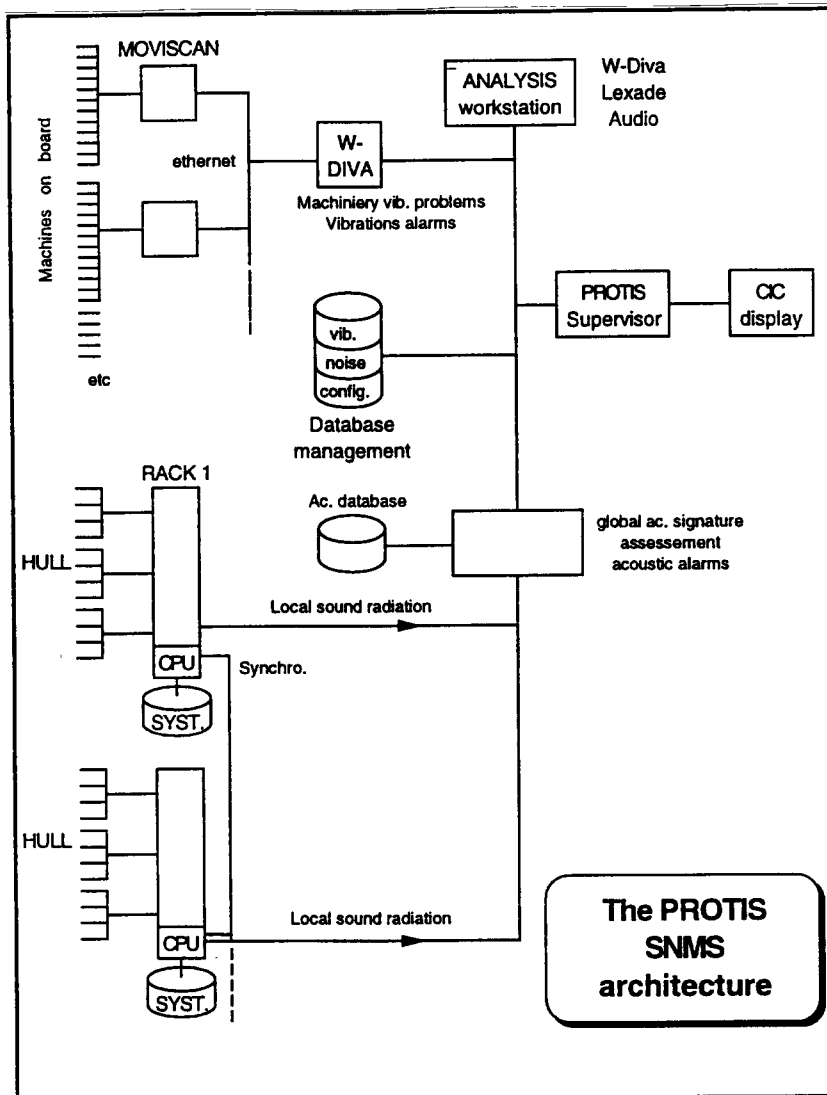 MOVISCAN
Machines on board
ethernet
etc
W-
DIVA
Machiniery vib. problems
Vibrations alarms
ANALYSIS
workstation
W-Diva
Lexade
Audio
PROTIS
Supervisor
CIC
display
vib.
noise
config.
Database
management
RACK 1
HULL
CPU
SYST.
Ac. database
global ac. signature
assessement
acoustic alarms
Local sound radiation
Synchro.
HULL
CPU
SYST.
Local sound radiation
The PROTIS
SNMS
architecture